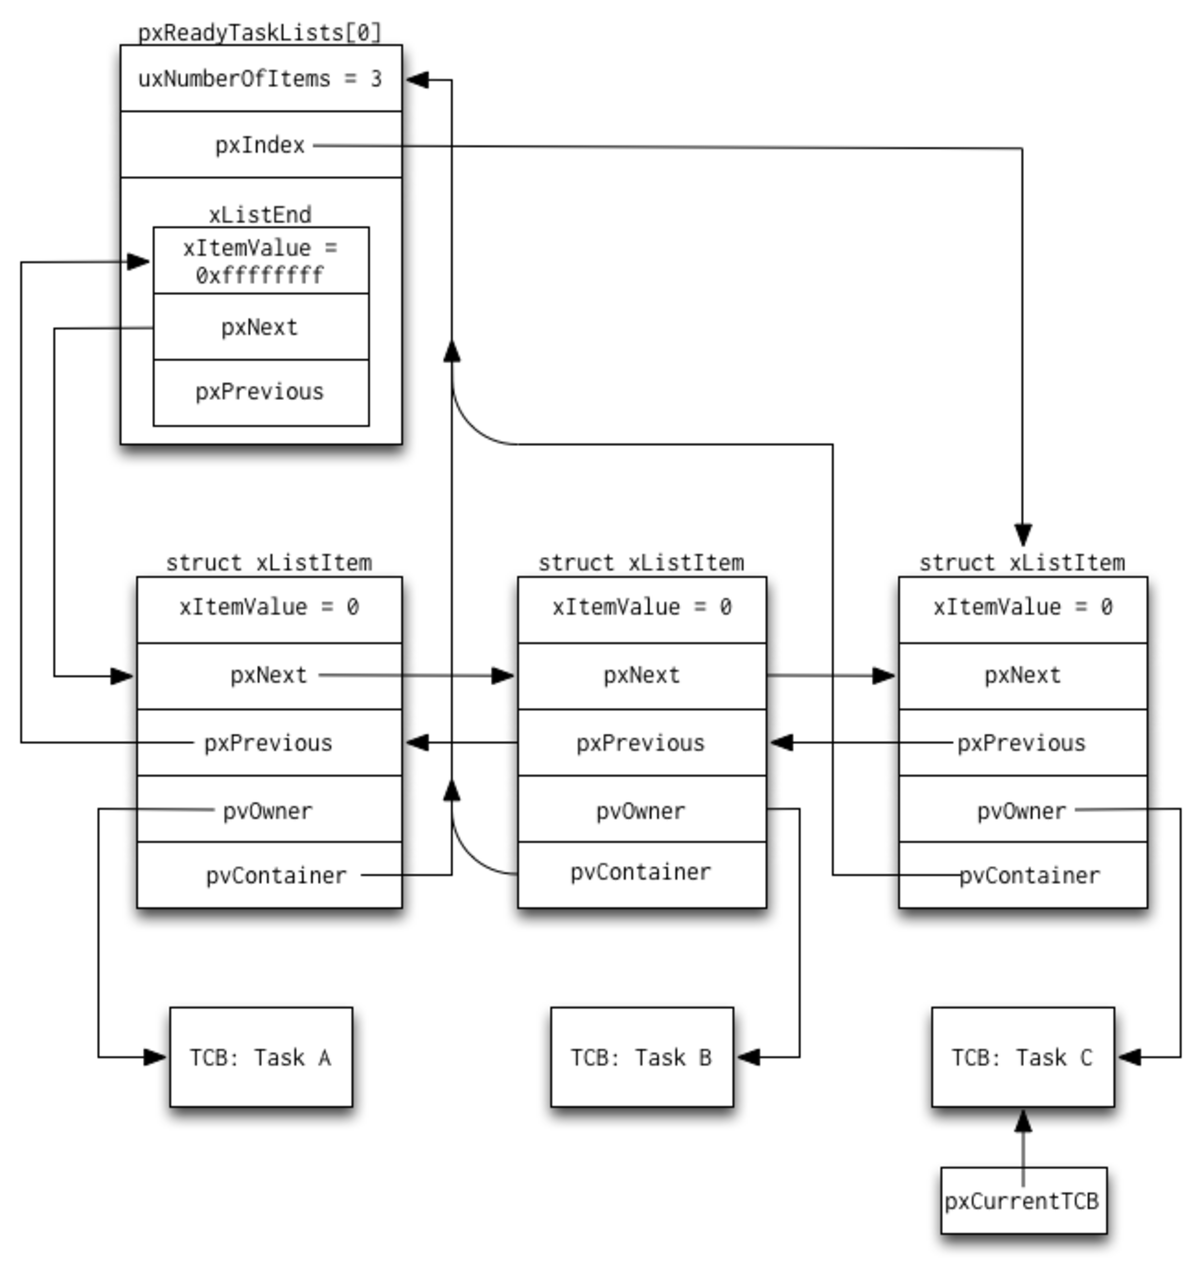 pxReadyTaskLists[0]
uxNumberOfItems = 3
pxIndex
xListEnd
xItemValue =
0xffffffff
pxNext
pxPrevious
struct xListItem
xItemValue = 0
pxNext
pxPrevious
pvOwner
pvContainer
struct xListItem
xItemValue = 0
pxNext
pxPrevious
pvOwner
pvContainer
struct xListItem
xItemValue = 0
pxNext
pxPrevious
pvOwner
pvContainer
TCB: Task A
TCB: Task B
TCB: Task C
pxCurrentTCB